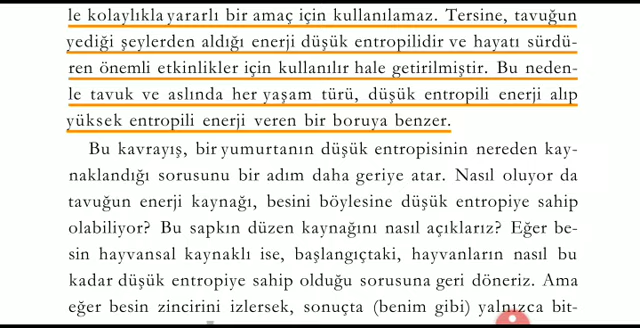 le kolaylıkla yararlı bir amaç için kullanılamaz. Tersine, tavuğun
yediği şeylerden aldığı enerji düşük entropilidir ve hayatı sürdü-
ren önemli etkinlikler için kullanılır hale getirilmiştir. Bu neden-
le tavuk ve aslında her yaşam türü, düşük entropili enerji alıp
yüksek entropili enerji veren bir boruya benzer.
Bu kavrayış, bir yumurtanın düşük entropisinin nereden kay-
naklandığı sorusunu bir adım daha geriye atar. Nasıl oluyor da
tavuğun enerji kaynağı, besini böylesine düşük entropiye sahip
olabiliyor? Bu sapkın düzen kaynağını nasıl açıklarız? Eğer be-
sin hayvansal kaynaklı ise, başlangıçtaki, hayvanların nasıl bu
kadar düşük entropiye sahip olduğu sorusuna geri döneriz. Ama
eğer besin zincirini izlersek, sonuçta (benim gibi) yalnızca bit-